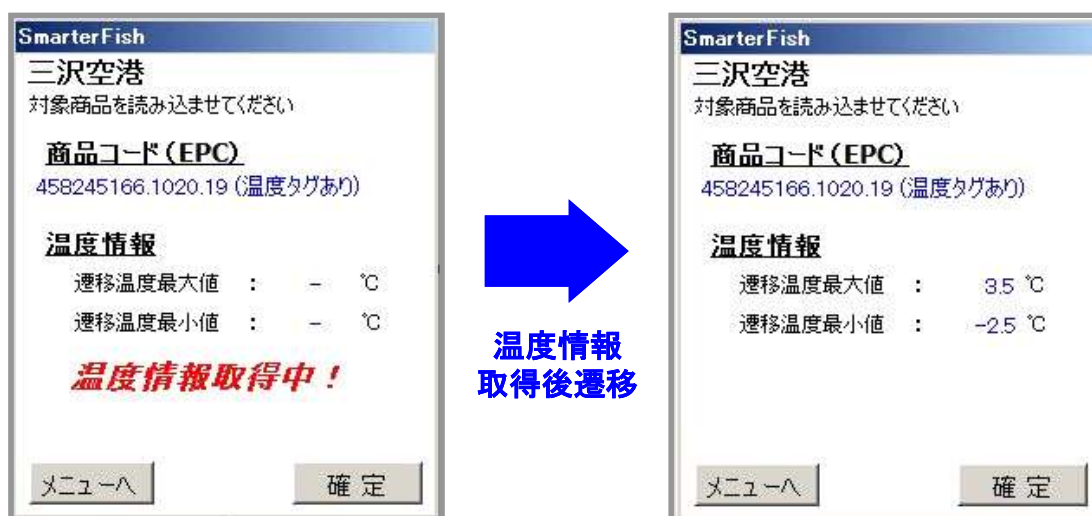 SmarterFish
三沢空港
対象商品を読み込ませてください
商品コード(EPC)
458245166.1020.19 (温度タグあり)
温度情報
遷移温度最大値 : - ℃
遷移温度最小値 : - ℃
温度情報取得中!
メニューへ
確定
温度情報
取得後遷移
SmarterFish
三沢空港
対象商品を読み込ませてください
商品コード(EPC)
458245166.1020.19 (温度タグあり)
温度情報
遷移温度最大値 : 3.5 ℃
遷移温度最小値 : -2.5 ℃
メニューへ
確定